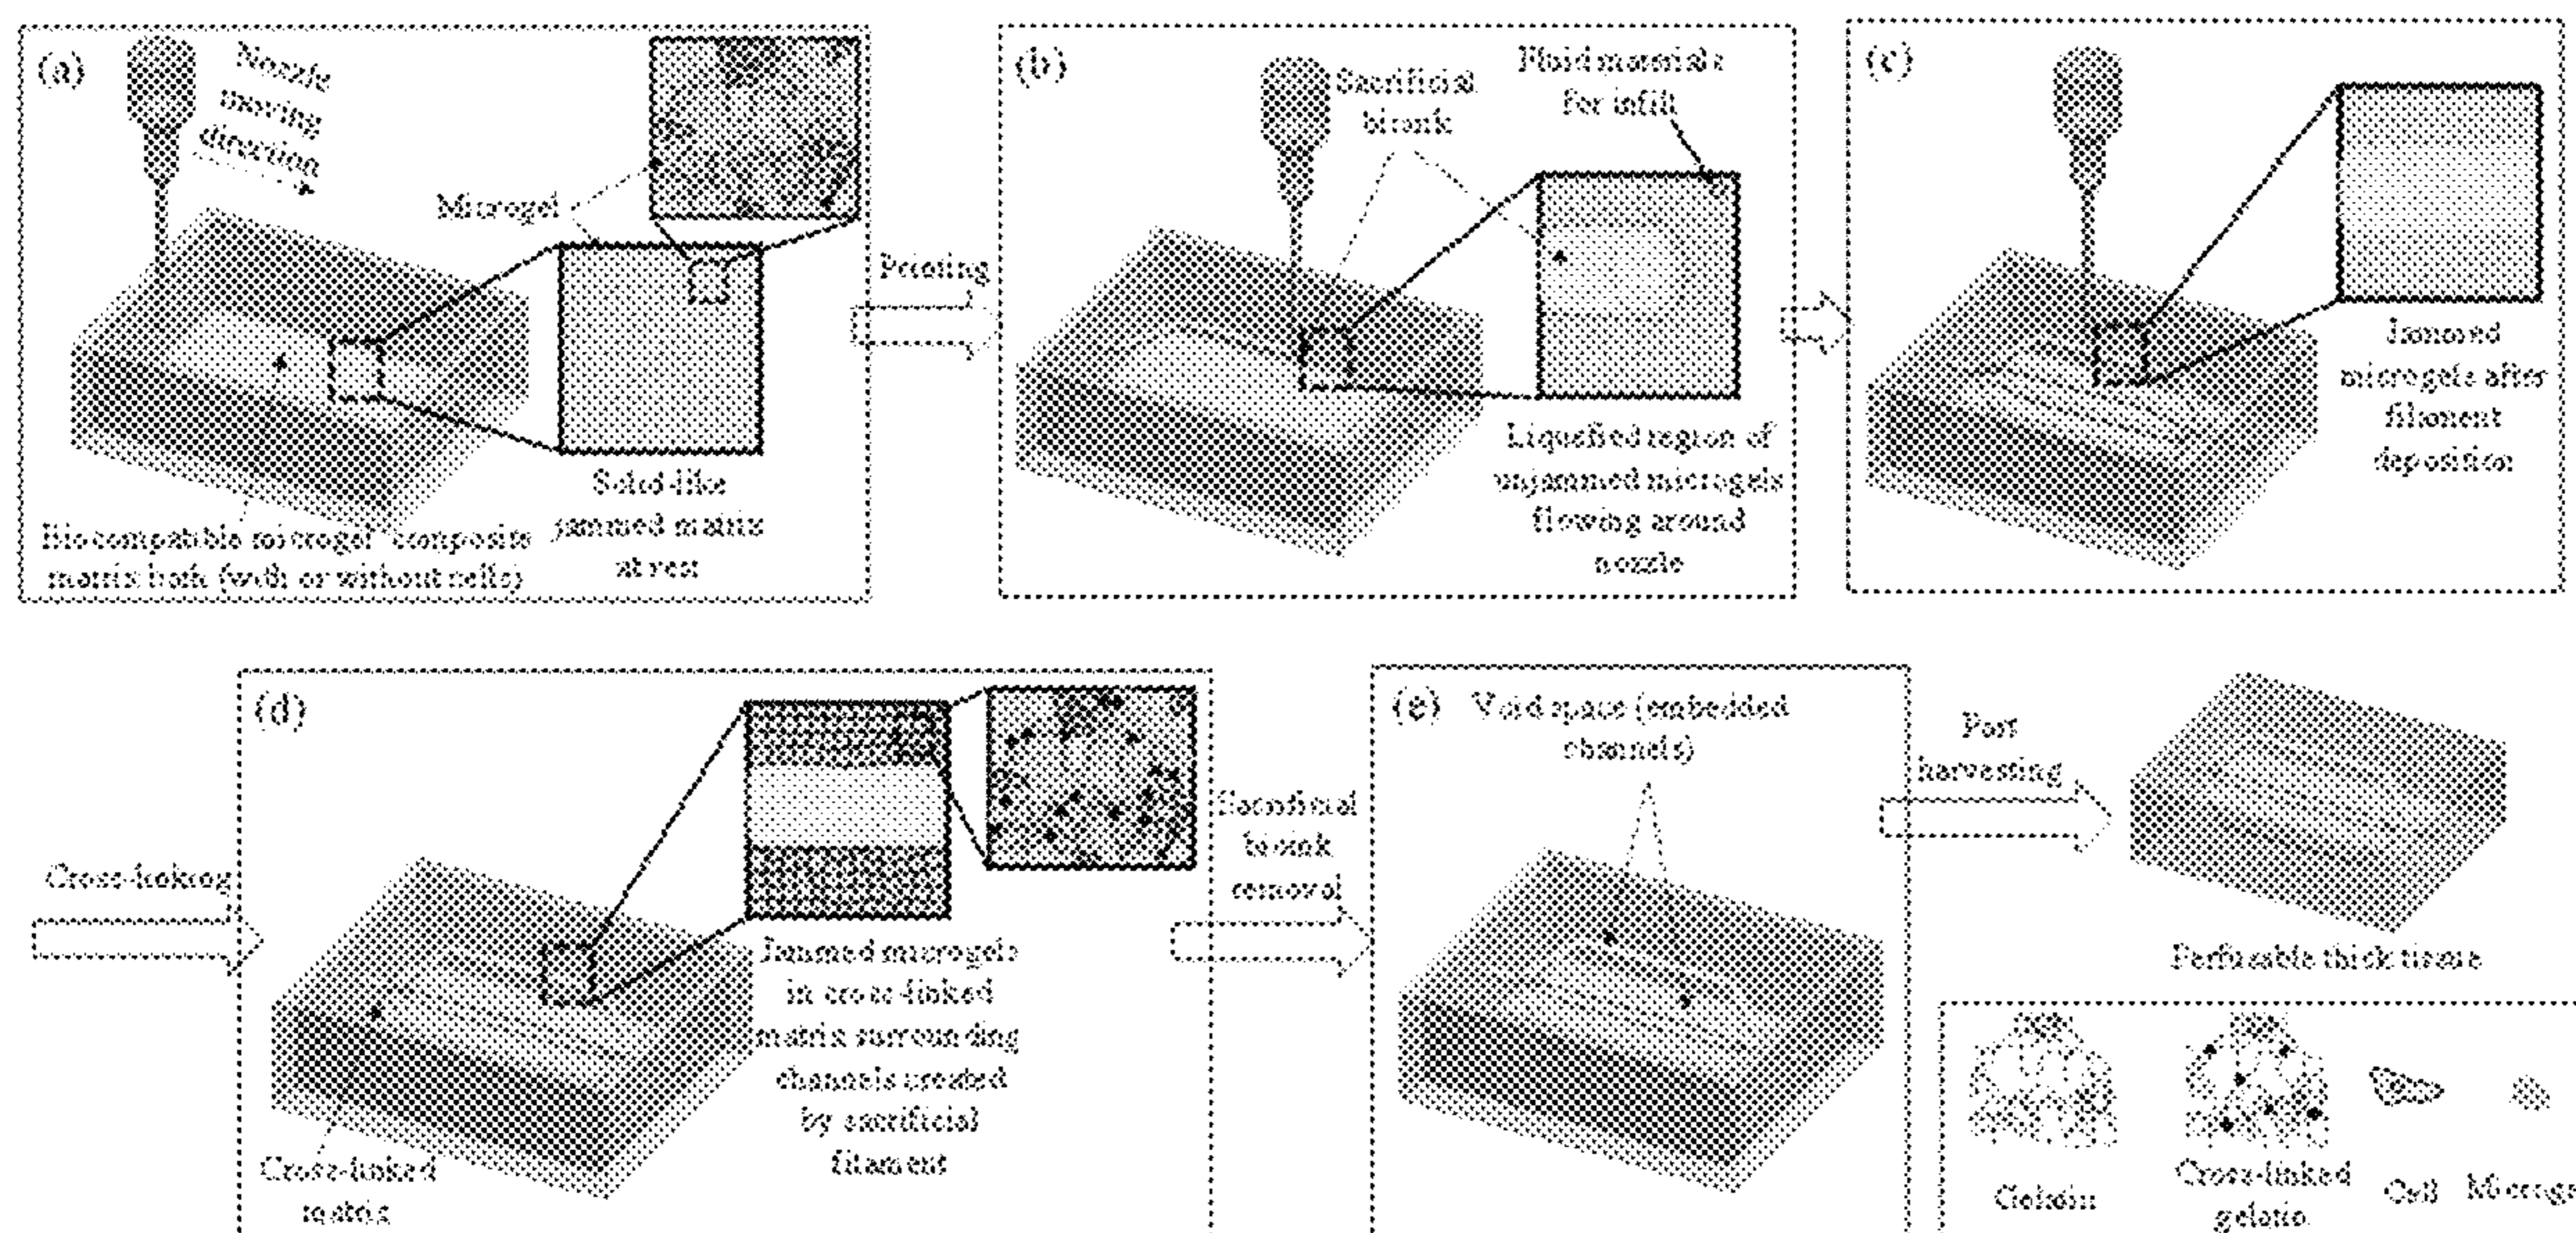 (a)
Nozzle
moving
direction
Microgel
Solid-like
jammed matrix
at rest
Biocompatible microgel composite
matrix bath (with or without cells)
Printing
(b)
Sacrificial
bioink
Fluid materials
for infill
Liquefied region of
unjammed microgels
flowing around
nozzle
(c)
Jammed
microgels after
filament
deposition
Cross-linking
(d)
Jammed microgels
in cross-linked
matrix surrounding
channels created
by sacrificial
filament
Cross-linked
matrix
Sacrificial
bioink
removal
(e)
Void space (embedded
channels)
Part
harvesting
Perfusable thick tissue
Gelatin
Cross-linked
gelatin
Cell
Microge